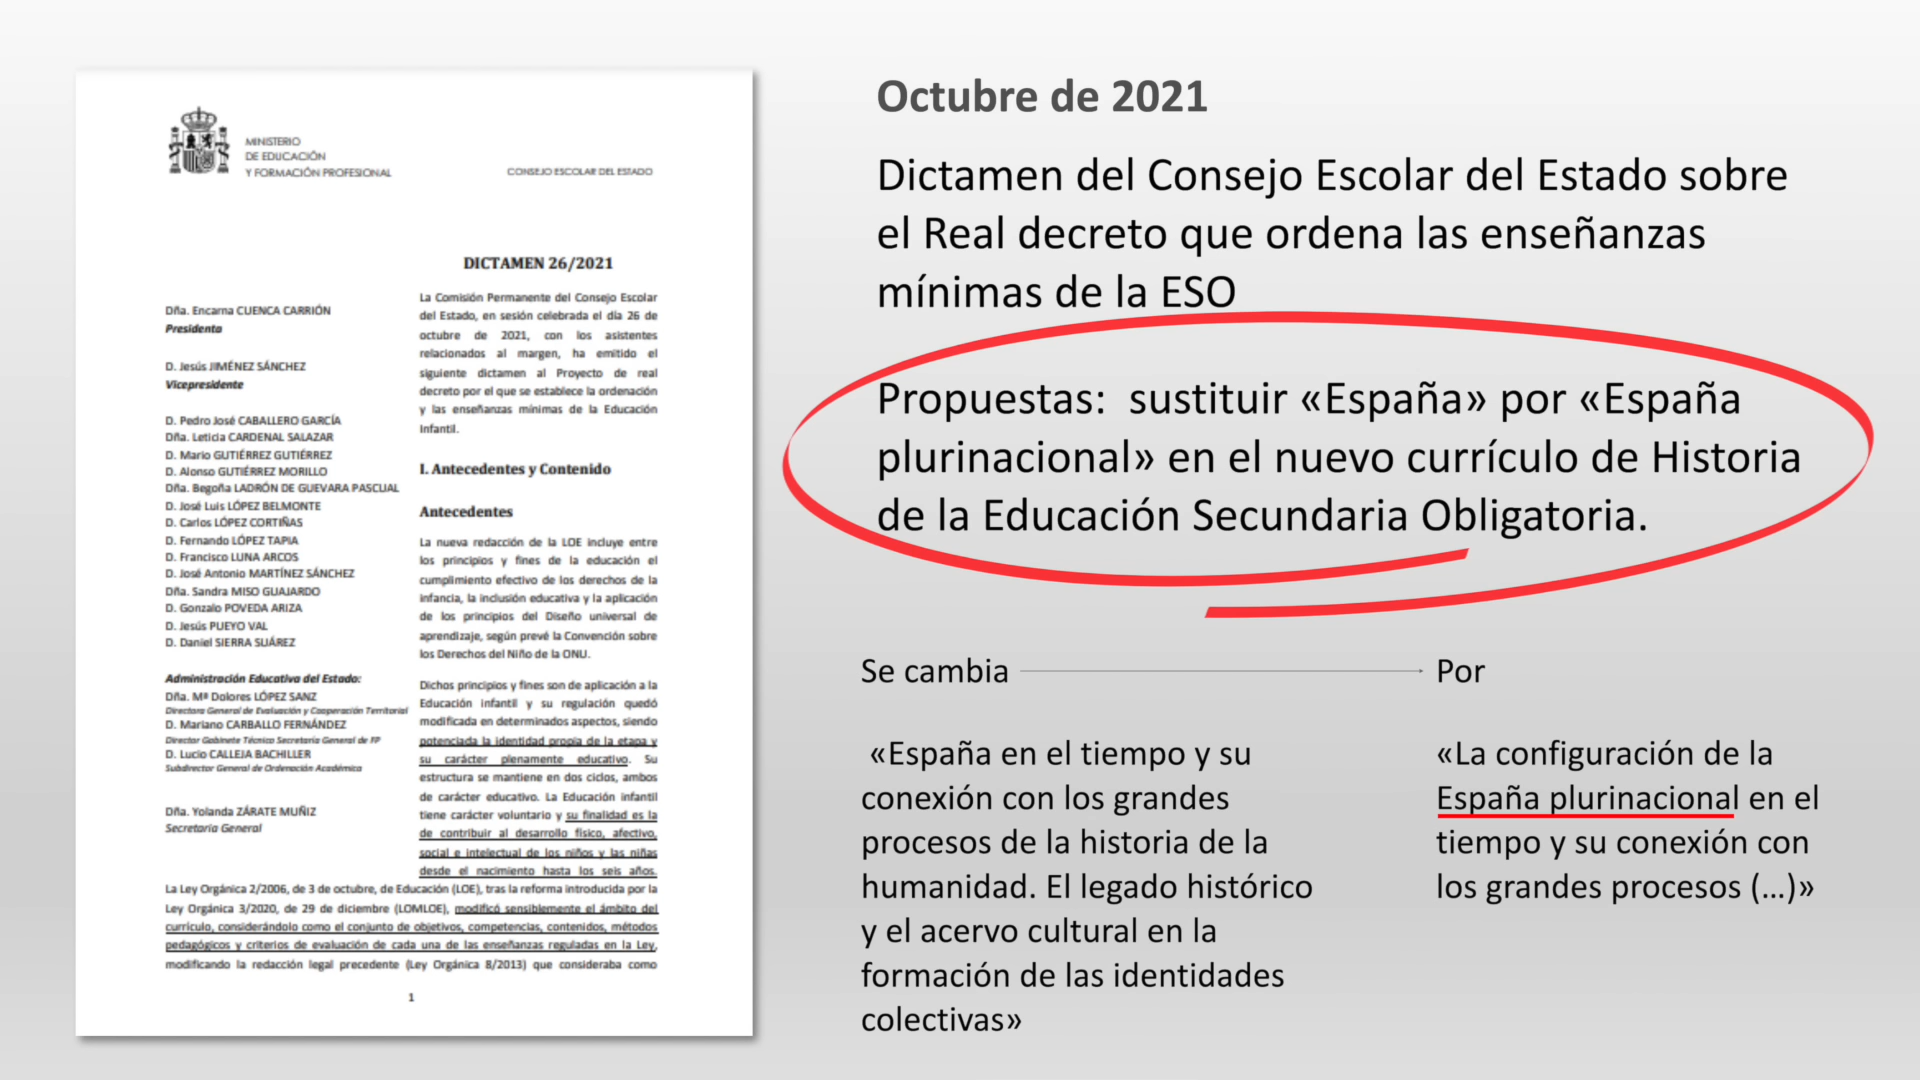 MINISTERIO
DE EDUCACIÓN
Y FORMACIÓN PROFESIONAL
CONSEJO ESCOLAR DEL ESTADO
DICTAMEN 26/2021
Dña. Encarna CUENCA CARRIÓN
Presidenta
D. Jesús JIMÉNEZ SÁNCHEZ
Vicepresidente
D. Pedro José CABALLERO GARCÍA
Dña. Leticia CARDENAL SALAZAR
D. Mario GUTIÉRREZ GUTIÉRREZ
D. Alonso GUTIÉRREZ MORILLO
Dña. Begoña LADRÓN DE GUEVARA PASCUAL
D. José Luis LÓPEZ BELMONTE
D. Carlos LÓPEZ CORTIÑAS
D. Fernando LÓPEZ TAPIA
D. Francisco LUNA ARCOS
D. José Antonio MARTÍNEZ SÁNCHEZ
Dña. Sandra MISO GUAJARDO
D. Gonzalo POVEDA ARIZA
D. Jesús PUEYO VAL
D. Daniel SIERRA SUÁREZ
Administración Educativa del Estado:
Dña. Mª Dolores LÓPEZ SANZ
Directora General de Evaluación y Cooperación Territorial
D. Mariano CARBALLO FERNÁNDEZ
Director Gabinete Técnico Secretaría General de FP
D. Lucio CALLEJA BACHILLER
Subdirector General de Ordenación Académica
Dña. Yolanda ZÁRATE MUÑIZ
Secretaria General
La Comisión Permanente del Consejo Escolar
del Estado, en sesión celebrada el día 26 de
octubre de 2021, con los asistentes
relacionados al margen, ha emitido el
siguiente dictamen al Proyecto de real
decreto por el que se establece la ordenación
y las enseñanzas mínimas de la Educación
Infantil.
I. Antecedentes y Contenido
Antecedentes
La nueva redacción de la LOE incluye entre
los principios y fines de la educación el
cumplimiento efectivo de los derechos de la
infancia, la inclusión educativa y la aplicación
de los principios del Diseño universal de
aprendizaje, según prevé la Convención sobre
los Derechos del Niño de la ONU.
Dichos principios y fines son de aplicación a la
Educación infantil y su regulación quedó
modificada en determinados aspectos, siendo
potenciada la identidad propia de la etapa y
su carácter plenamente educativo. Su
estructura se mantiene en dos ciclos, ambos
de carácter educativo. La Educación infantil
tiene carácter voluntario y su finalidad es la
de contribuir al desarrollo físico, afectivo,
social e intelectual de los niños y las niñas
desde el nacimiento hasta los seis años.
La Ley Orgánica 2/2006, de 3 de octubre, de Educación (LOE), tras la reforma introducida por la
Ley Orgánica 3/2020, de 29 de diciembre (LOMLOE), modificó sensiblemente el ámbito del
currículo, considerándolo como el conjunto de objetivos, competencias, contenidos, métodos
pedagógicos y criterios de evaluación de cada una de las enseñanzas reguladas en la Ley,
modificando la redacción legal precedente (Ley Orgánica 8/2013) que consideraba como
1
Octubre de 2021
Dictamen del Consejo Escolar del Estado sobre
el Real decreto que ordena las enseñanzas
mínimas de la ESO
Propuestas: sustituir «España» por «España
plurinacional» en el nuevo currículo de Historia
de la Educación Secundaria Obligatoria.
Se cambia
«España en el tiempo y su
conexión con los grandes
procesos de la historia de la
humanidad. El legado histórico
y el acervo cultural en la
formación de las identidades
colectivas»
Por
«La configuración de la
España plurinacional en el
tiempo y su conexión con
los grandes procesos (...)»